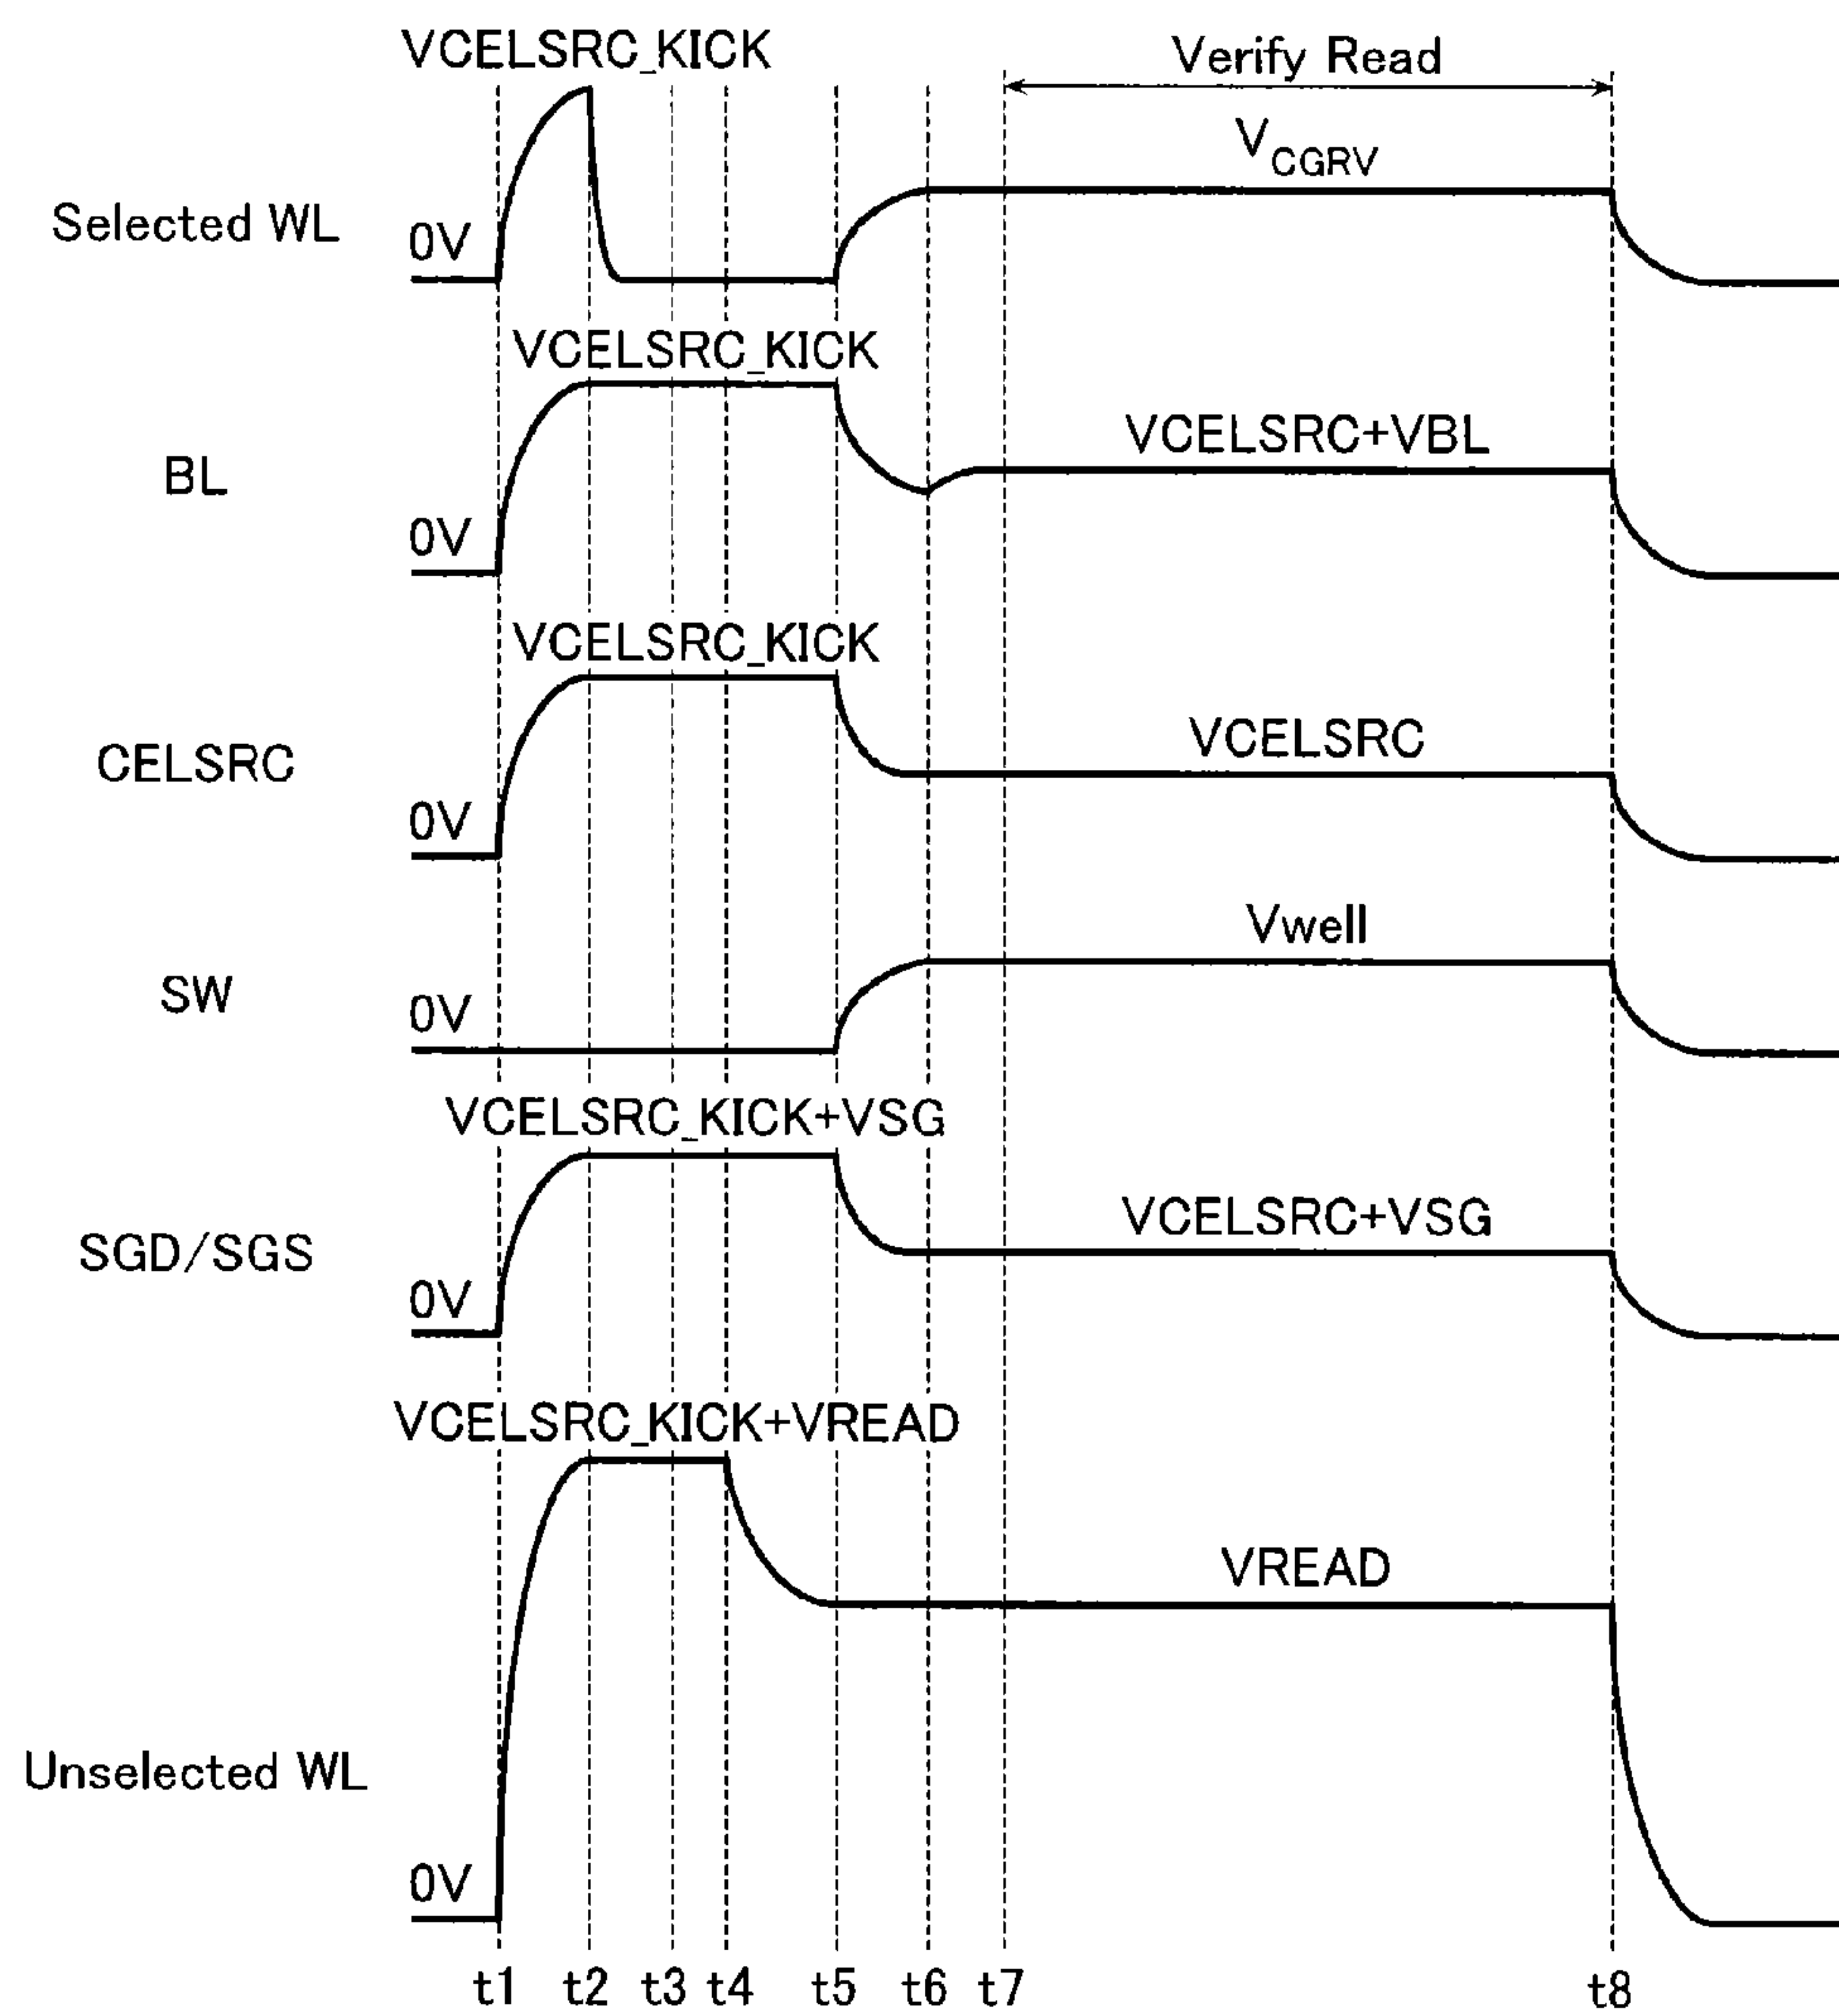 VCELSRC_KICK
Verify Read
VCGRV
Selected WL
0V
VCELSRC_KICK
VCELSRC+VBL
BL
0V
VCELSRC_KICK
VCELSRC
CELSRC
0V
Vwell
SW
0V
VCELSRC_KICK+VSG
VCELSRC+VSG
SGD/SGS
0V
VCELSRC_KICK+VREAD
VREAD
Unselected WL
0V
t1 t2 t3 t4 t5 t6 t7 t8